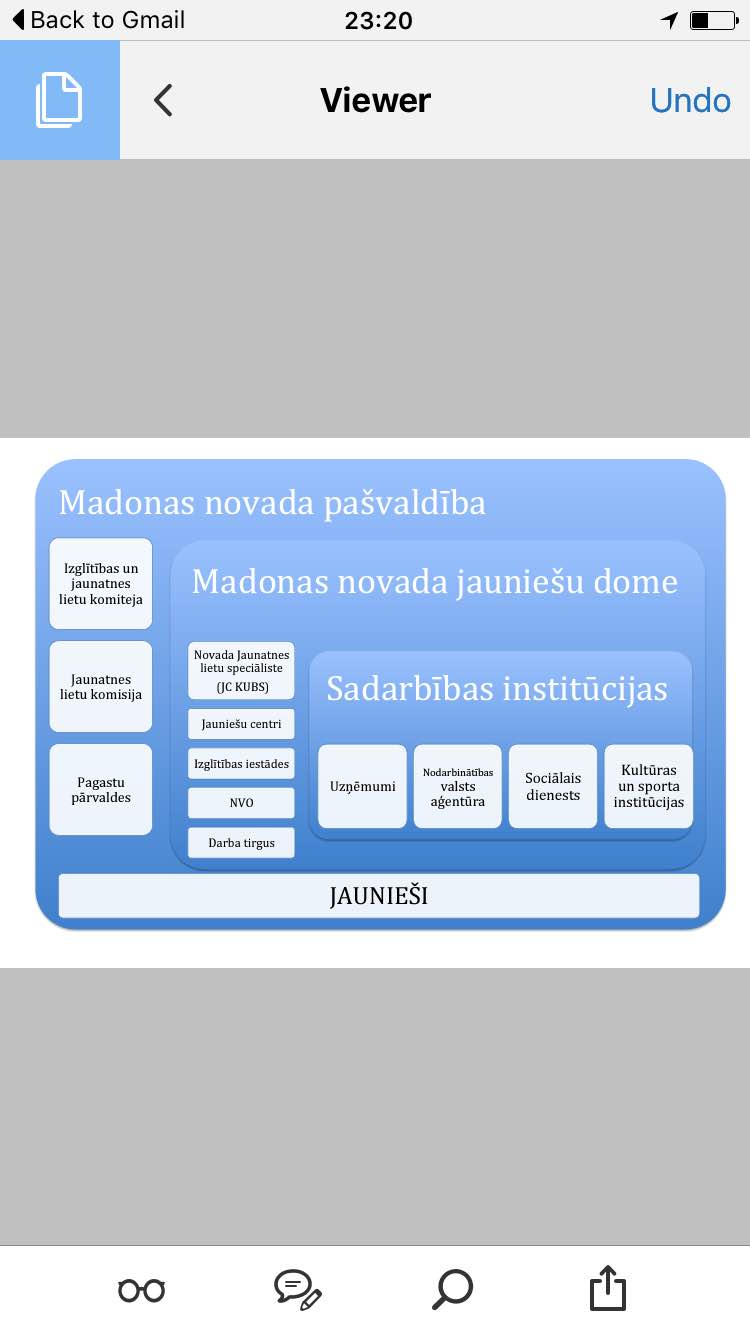 Back to Gmail
23:20
Viewer
Undo
Madonas novada pašvaldība
Izglītības un
jaunatnes
lietu komiteja
Jaunatnes
lietu komisija
Pagastu
pārvaldes
Madonas novada jauniešu dome
Novada Jaunatnes
lietu speciāliste
(JC KUBS)
Jauniešu centri
Izglītības iestādes
NVO
Darba tirgus
Sadarbības institūcijas
Uzņēmumi
Nodarbinātības
valsts
aģentūra
Sociālais
dienests
Kultūras
un sporta
institūcijas
JAUNIEŠI